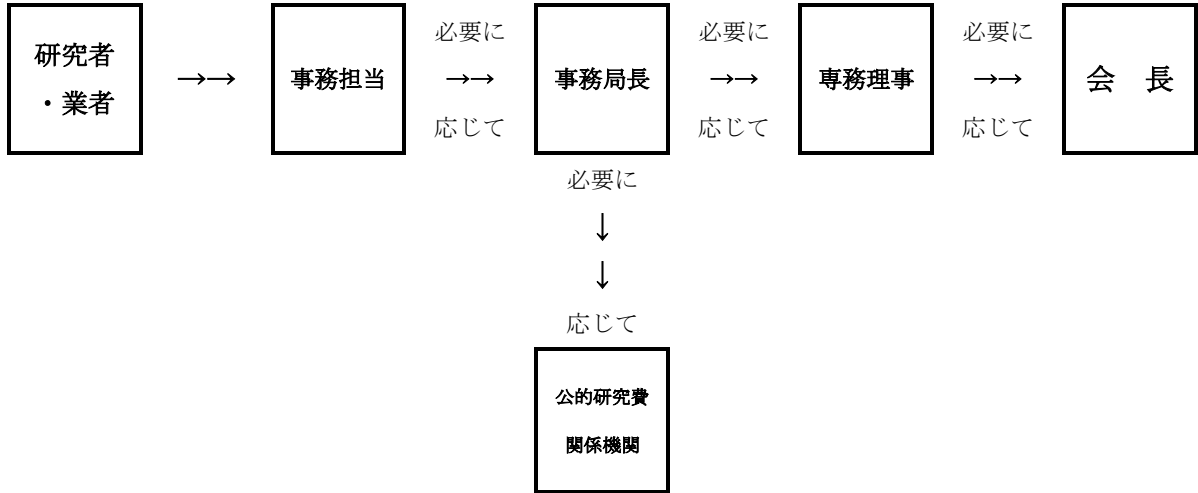 研究者
・業者
→→
事務担当
必要に
→→
応じて
事務局長
必要に
→→
応じて
専務理事
必要に
→→
応じて
会　長
必要に
↓
↓
応じて
公的研究費
関係機関